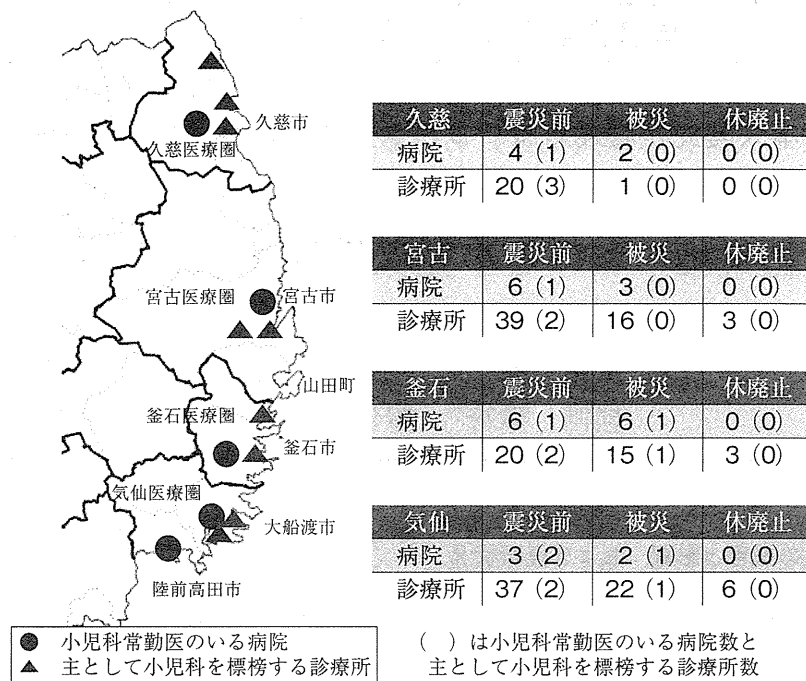 久慈市
久慈医療圏
宮古医療圏
宮古市
山田町
釜石医療圏
釜石市
気仙医療圏
大船渡市
陸前高田市
久慈 震災前 被災 休廃止
病院 4 (1) 2 (0) 0 (0)
診療所 20 (3) 1 (0) 0 (0)
宮古 震災前 被災 休廃止
病院 6 (1) 3 (0) 0 (0)
診療所 39 (2) 16 (0) 3 (0)
釜石 震災前 被災 休廃止
病院 6 (1) 6 (1) 0 (0)
診療所 20 (2) 15 (1) 3 (0)
気仙 震災前 被災 休廃止
病院 3 (2) 2 (1) 0 (0)
診療所 37 (2) 22 (1) 6 (0)
● 小児科常勤医のいる病院
▲ 主として小児科を標榜する診療所
( )は小児科常勤医のいる病院数と
主として小児科を標榜する診療所数